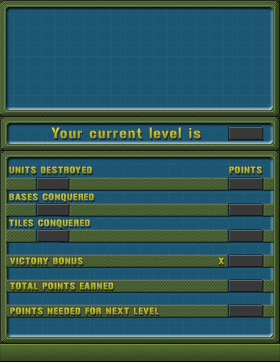 Your current level is
UNITS DESTROYED POINTS
BASES CONQUERED
TILES CONQUERED
VICTORY BONUS X
TOTAL POINTS EARNED
POINTS NEEDED FOR NEXT LEVEL